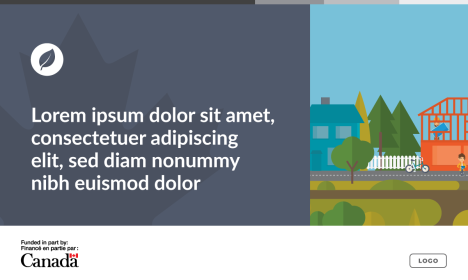 Lorem ipsum dolor sit amet,
consectetuer adipiscing
elit, sed diam nonummy
nibh euismod dolor
Funded in part by:
Financé en partie par :
Canada
LOGO